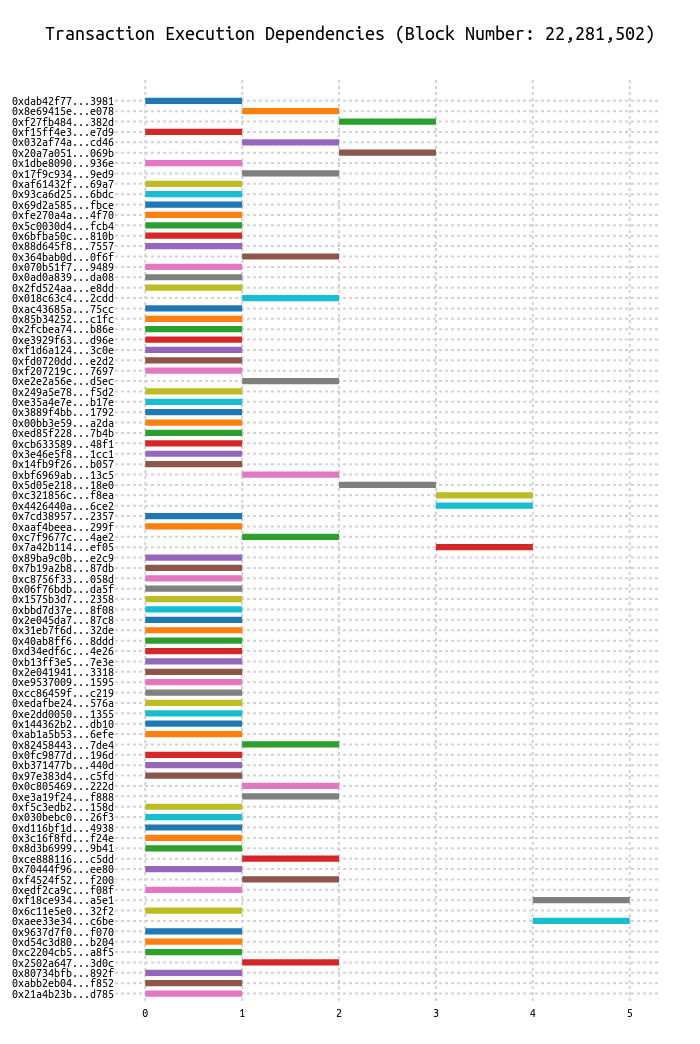 Transaction Execution Dependencies (Block Number: 22,281,502)
0xdab42f77...3981
0x8e69415e...e078
0xf27fb484...382d
0xf15ff4e3...e7d9
0x032af74a...cd46
0x20a7a051...069b
0x1dbe8090...936e
0x17f9c934...9ed9
0xaf61432f...69a7
0x93ca6d25...6bdc
0x69d2a585...fbce
0xfe270a4a...4f70
0x5c0030d4...fcb4
0x6bfba50c...810b
0x88d645f8...7557
0x364bab0d...0f6f
0x070b51f7...9489
0x0ad0a839...da08
0x2fd524aa...e8dd
0x018c63c4...2cdd
0xac43685a...75cc
0x85b34252...c1fc
0x2fcbea74...b86e
0xe3929f63...d96e
0xf1d6a124...3c0e
0xfd0720dd...e2d2
0xf207219c...7697
0xe2e2a56e...d5ec
0x249a5e78...f5d2
0xe35a4e7e...b17e
0x3889f4bb...1792
0x00bb3e59...a2da
0xed85f228...7b4b
0xcb633589...48f1
0x3e46e5f8...1cc1
0x14fb9f26...b057
0xbf6969ab...13c5
0x5d05e218...18e0
0xc321856c...f8ea
0x4426440a...6ce2
0x7cd38957...2357
0xaaf4beea...299f
0xc7f9677c...4ae2
0x7a42b114...ef05
0x89ba9c0b...e2c9
0x7b19a2b8...87db
0xc8756f33...058d
0x06f76bdb...da5f
0x1575b3d7...2358
0xbbd7d37e...8f08
0x2e045da7...87c8
0x31eb7f6d...32de
0x40ab8ff6...8ddd
0xd34edf6c...4e26
0xb13ff3e5...7e3e
0x2e041941...3318
0xe9537009...1595
0xcc86459f...c219
0xedafbe24...576a
0xe2dd0050...1355
0x144362b2...db10
0xab1a5b53...6efe
0x82458443...7de4
0x0fc9877d...196d
0xb371477b...440d
0x97e383d4...c5fd
0x0c805469...222d
0xe3a19f24...f888
0xf5c3edb2...158d
0x030bebc0...26f3
0xd116bf1d...4938
0x3c16f8fd...f24e
0x8d3b6999...9b41
0xce888116...c5dd
0x70444f96...ee80
0xf4524f52...f200
0xedf2ca9c...f08f
0xf18ce934...a5e1
0x6c11e5e0...32f2
0xaee33e34...c6be
0x9637d7f0...f070
0xd54c3d80...b204
0xc2204cb5...a8f5
0x2502a647...3d0c
0x80734bfb...892f
0xabb2eb04...f852
0x21a4b23b...d785
0 1 2 3 4 5